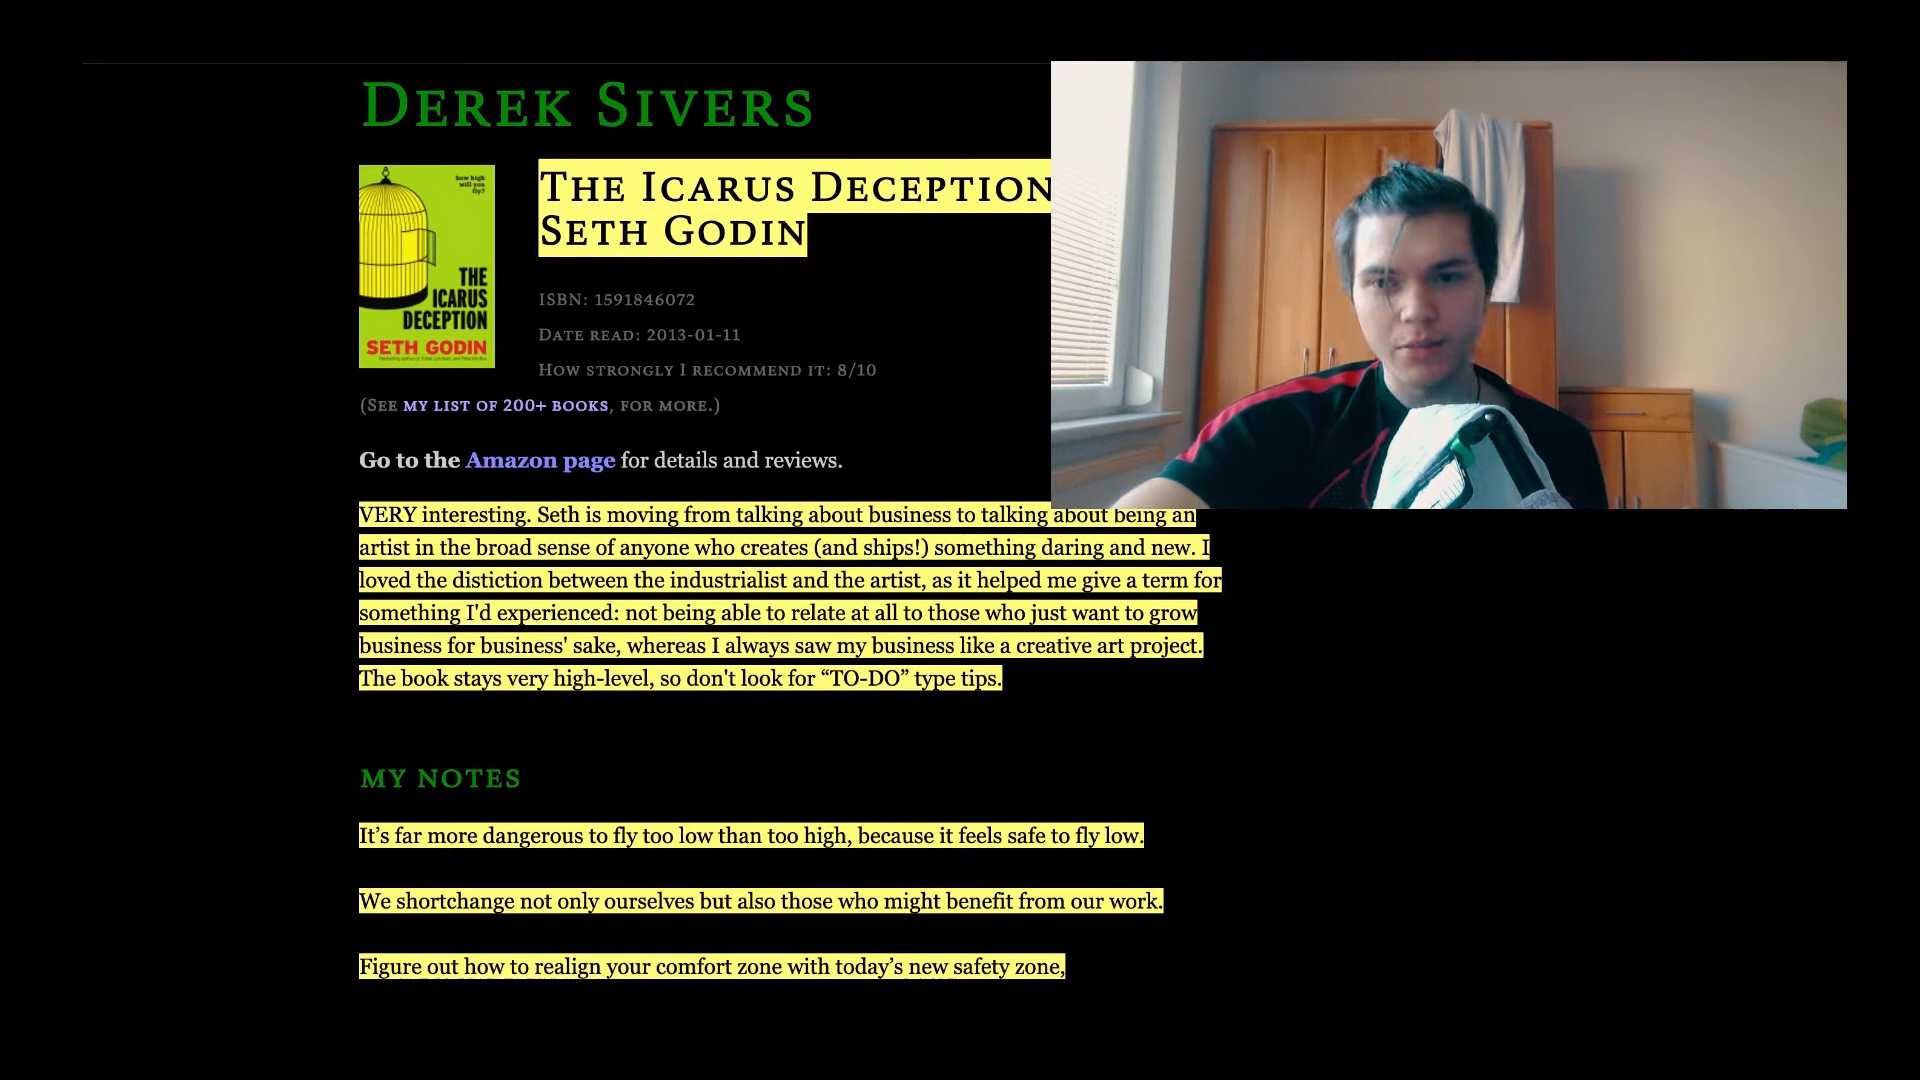 DEREK SIVERS
how high
will you
fly?
THE
ICARUS
DECEPTION
SETH GODIN
THE ICARUS DECEPTION
SETH GODIN
ISBN: 1591846072
DATE READ: 2013-01-11
HOW STRONGLY I RECOMMEND IT: 8/10
(SEE MY LIST OF 200+ BOOKS, FOR MORE.)
Go to the Amazon page for details and reviews.
VERY interesting. Seth is moving from talking about business to talking about being an
artist in the broad sense of anyone who creates (and ships!) something daring and new. I
loved the distiction between the industrialist and the artist, as it helped me give a term for
something I'd experienced: not being able to relate at all to those who just want to grow
business for business' sake, whereas I always saw my business like a creative art project.
The book stays very high-level, so don't look for “TO-DO” type tips.
MY NOTES
It’s far more dangerous to fly too low than too high, because it feels safe to fly low.
We shortchange not only ourselves but also those who might benefit from our work.
Figure out how to realign your comfort zone with today’s new safety zone,